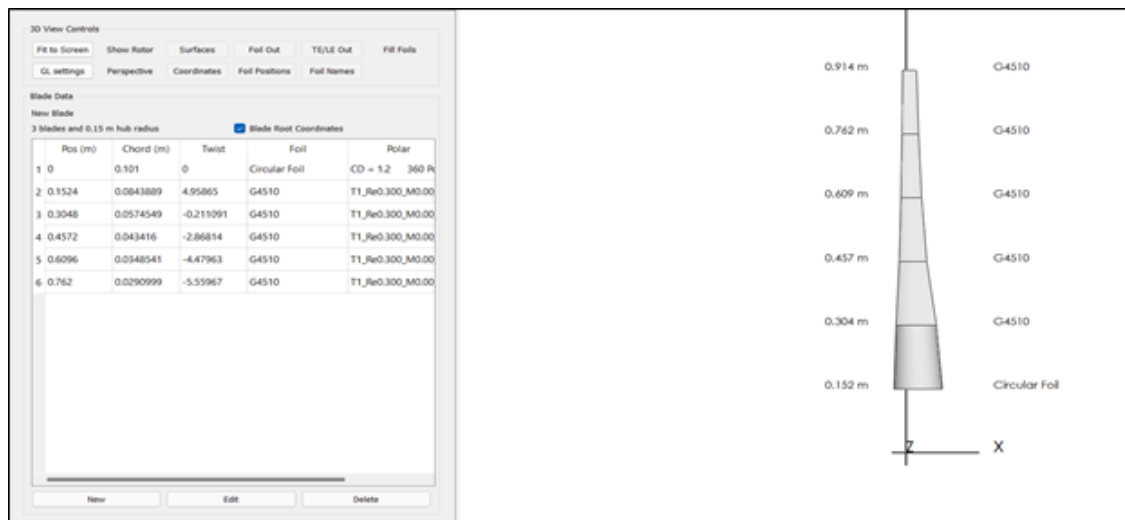 3D View Controls
Fit to Screen Show Rotor Surfaces Foil Out TE/LE Out Fill Foils
GL settings Perspective Coordinates Foil Positions Foil Names
Blade Data
New Blade
3 blades and 0.15 m hub radius Blade Root Coordinates
Pos (m) Chord (m) Twist Foil Polar
1 0 0.101 0 Circular Foil CD = 1.2 360 Po
2 0.1524 0.0843889 4.95865 G4510 T1_Re0.300_M0.00
3 0.3048 0.0574549 -0.211091 G4510 T1_Re0.300_M0.00
4 0.4572 0.043416 -2.86814 G4510 T1_Re0.300_M0.00
5 0.6096 0.0348541 -4.47963 G4510 T1_Re0.300_M0.00
6 0.762 0.0290999 -5.55967 G4510 T1_Re0.300_M0.00
New Edit Delete
0.914 m G4510
0.762 m G4510
0.609 m G4510
0.457 m G4510
0.304 m G4510
0.152 m Circular Foil
Z X